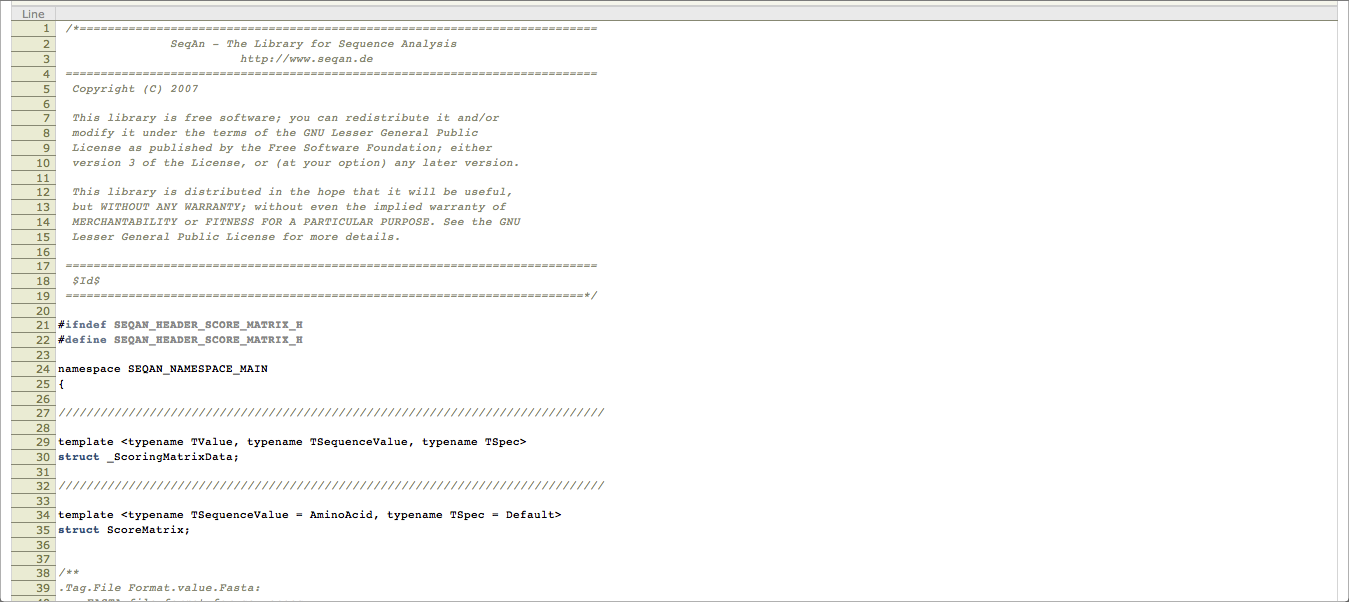 Line
1 /*==========================================================================
2                SeqAn - The Library for Sequence Analysis
3                          http://www.seqan.de
4 ============================================================================
5  Copyright (C) 2007
6
7  This library is free software; you can redistribute it and/or
8  modify it under the terms of the GNU Lesser General Public
9  License as published by the Free Software Foundation; either
10  version 3 of the License, or (at your option) any later version.
11
12  This library is distributed in the hope that it will be useful,
13  but WITHOUT ANY WARRANTY; without even the implied warranty of
14  MERCHANTABILITY or FITNESS FOR A PARTICULAR PURPOSE. See the GNU
15  Lesser General Public License for more details.
16
17 ============================================================================
18  $Id$
19 ==========================================================================*/
20
21 #ifndef SEQAN_HEADER_SCORE_MATRIX_H
22 #define SEQAN_HEADER_SCORE_MATRIX_H
23
24 namespace SEQAN_NAMESPACE_MAIN
25 {
26
27 //////////////////////////////////////////////////////////////////////////////
28
29 template <typename TValue, typename TSequenceValue, typename TSpec>
30 struct _ScoringMatrixData;
31
32 //////////////////////////////////////////////////////////////////////////////
33
34 template <typename TSequenceValue = AminoAcid, typename TSpec = Default>
35 struct ScoreMatrix;
36
37
38 /**
39 .Tag.File Format.value.Fasta: